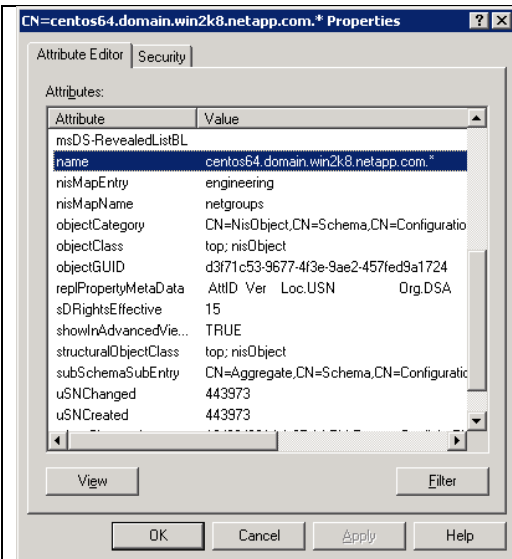 CN=centos64.domain.win2k8.netapp.com.* Properties
Attribute Editor Security
Attributes:
Attribute Value
msDS-RevealedListBL
name centos64.domain.win2k8.netapp.com.*
nisMapEntry engineering
nisMapName netgroups
objectCategory CN=NisObject,CN=Schema,CN=Configuratio
objectClass top; nisObject
objectGUID d3f71c53-9677-4f3e-9ae2-457fed9a1724
replPropertyMetaData AttID Ver Loc.USN Org.DSA
sDRightsEffective 15
showInAdvancedVie... TRUE
structuralObjectClass top; nisObject
subSchemaSubEntry CN=Aggregate,CN=Schema,CN=Configuratic
uSNChanged 443973
uSNCreated 443973
View Filter
OK Cancel Apply Help